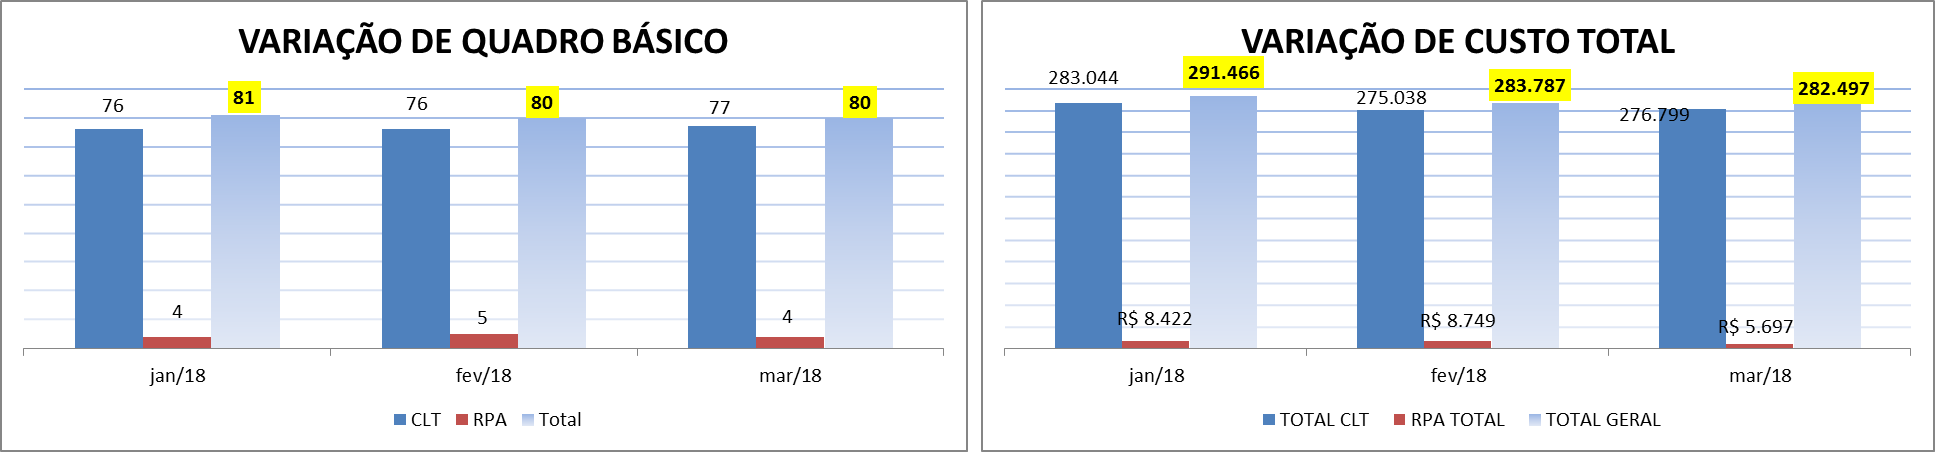 VARIAÇÃO DE QUADRO BÁSICO
76
81
76
80
77
80
4
5
4
jan/18
fev/18
mar/18
CLT RPA Total
VARIAÇÃO DE CUSTO TOTAL
283.044
291.466
275.038
283.787
276.799
282.497
R$ 8.422
R$ 8.749
R$ 5.697
jan/18
fev/18
mar/18
TOTAL CLT RPA TOTAL TOTAL GERAL